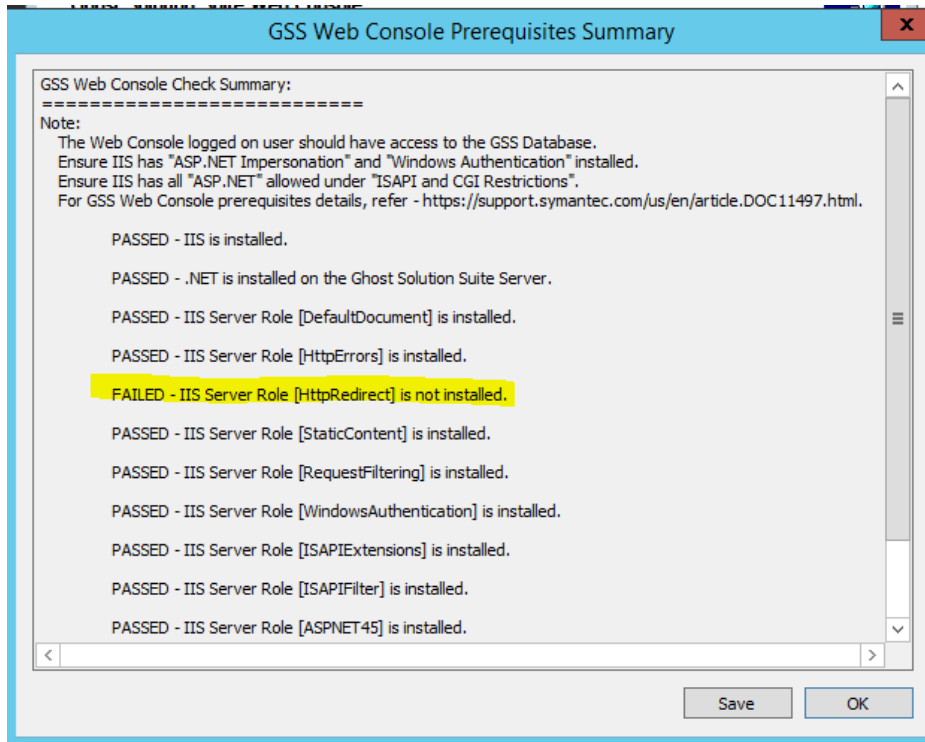 Ghost Solution Suite Web Console
GSS Web Console Prerequisites Summary
x
GSS Web Console Check Summary:
===========================
Note:
The Web Console logged on user should have access to the GSS Database.
Ensure IIS has "ASP.NET Impersonation" and "Windows Authentication" installed.
Ensure IIS has all "ASP.NET" allowed under "ISAPI and CGI Restrictions".
For GSS Web Console prerequisites details, refer - https://support.symantec.com/us/en/article.DOC11497.html.
PASSED - IIS is installed.
PASSED - .NET is installed on the Ghost Solution Suite Server.
PASSED - IIS Server Role [DefaultDocument] is installed.
PASSED - IIS Server Role [HttpErrors] is installed.
FAILED - IIS Server Role [HttpRedirect] is not installed.
PASSED - IIS Server Role [StaticContent] is installed.
PASSED - IIS Server Role [RequestFiltering] is installed.
PASSED - IIS Server Role [WindowsAuthentication] is installed.
PASSED - IIS Server Role [ISAPIExtensions] is installed.
PASSED - IIS Server Role [ISAPIFilter] is installed.
PASSED - IIS Server Role [ASPNET45] is installed.
Save
OK